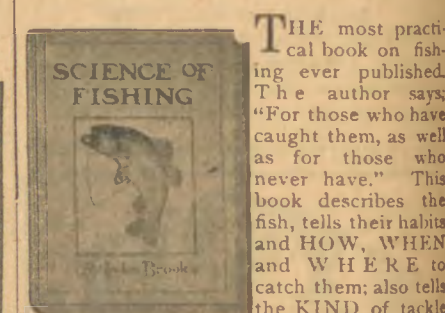 SCIENCE OF
FISHING
Brook
THE most practi-
cal book on fish-
ing ever published.
The author says;
“For those who have
caught them, as well
as for those who
never have.” This
book describes the
fish, tells their habits
and HOW, WHEN
and WHERE to
catch them; also tells
the KIND of tackle